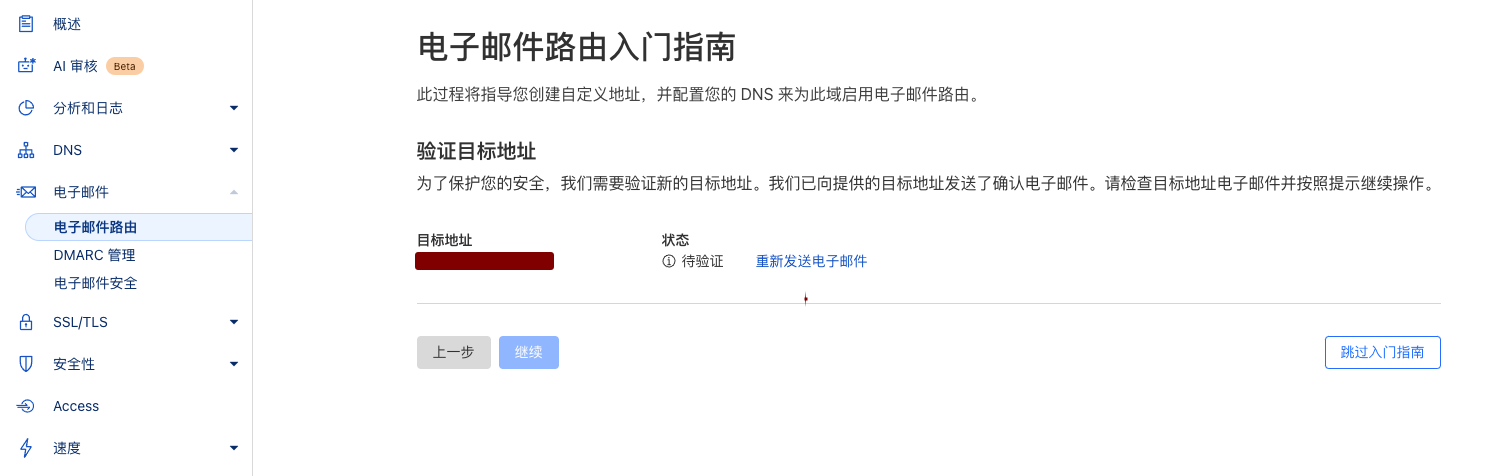 概述
AI 审核 Beta
分析和日志
DNS
电子邮件
电子邮件路由
DMARC 管理
电子邮件安全
SSL/TLS
安全性
Access
速度
电子邮件路由入门指南
此过程将指导您创建自定义地址，并配置您的 DNS 来为此域启用电子邮件路由。
验证目标地址
为了保护您的安全，我们需要验证新的目标地址。我们已向提供的目标地址发送了确认电子邮件。请检查目标地址电子邮件并按照提示继续操作。
目标地址 状态
待验证 重新发送电子邮件
上一步 继续 跳过入门指南